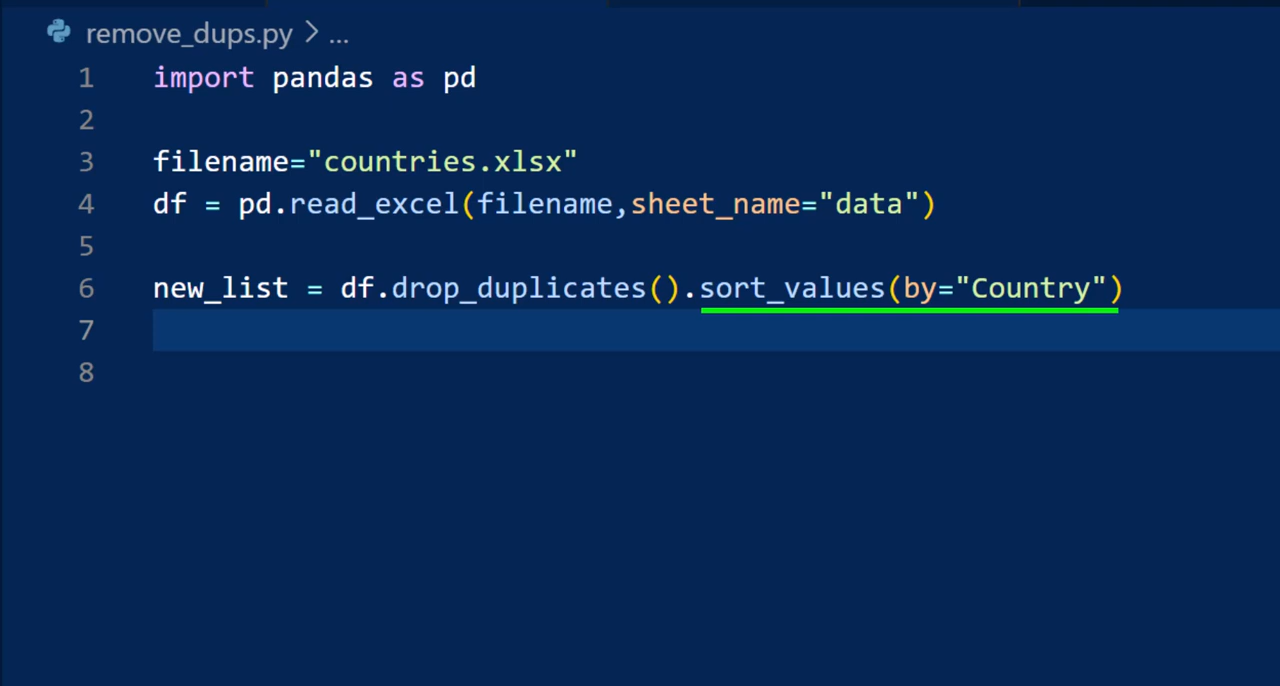 remove_dups.py > ...
1 import pandas as pd
2
3 filename="countries.xlsx"
4 df = pd.read_excel(filename,sheet_name="data")
5
6 new_list = df.drop_duplicates().sort_values(by="Country")
7
8